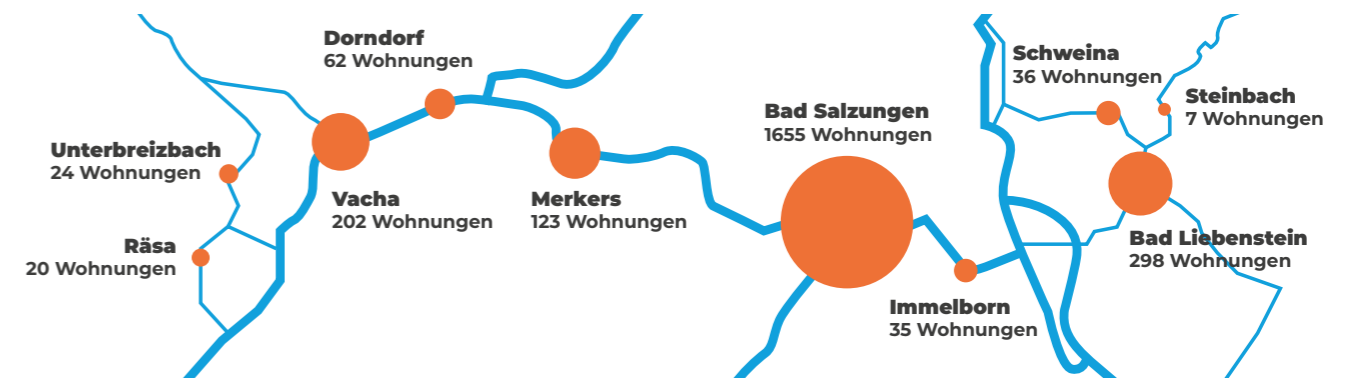 Dorndorf
62 Wohnungen
Schweina
36 Wohnungen
Steinbach
7 Wohnungen
Bad Salzungen
1655 Wohnungen
Unterbreizbach
24 Wohnungen
Vacha
202 Wohnungen
Merkers
123 Wohnungen
Räsa
20 Wohnungen
Bad Liebenstein
298 Wohnungen
Immelborn
35 Wohnungen